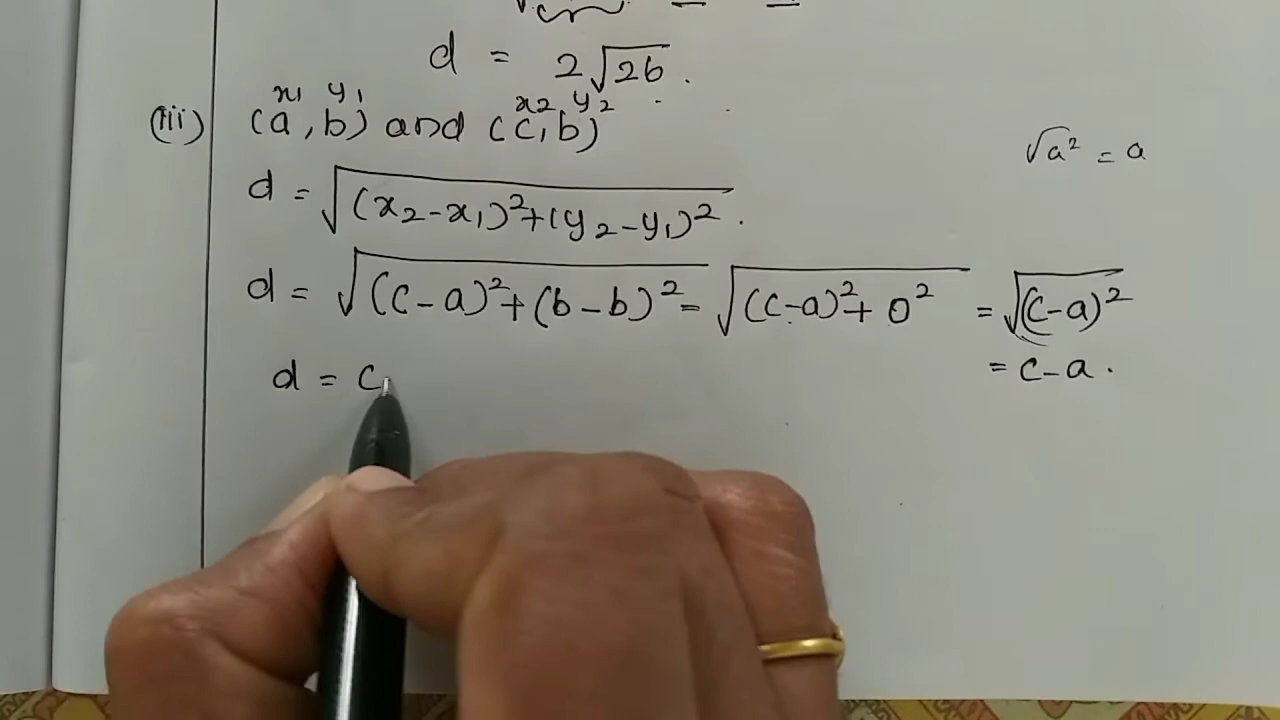 d = 2√26.
x1 y1 x2 y2
(iii) (a, b) and (c, b)
√a² = a
d = √(x₂-x₁)²+(y₂-y₁)².
d = √(c-a)²+(b-b)² = √(c-a)²+0² = √(c-a)²
= c-a.
d = c